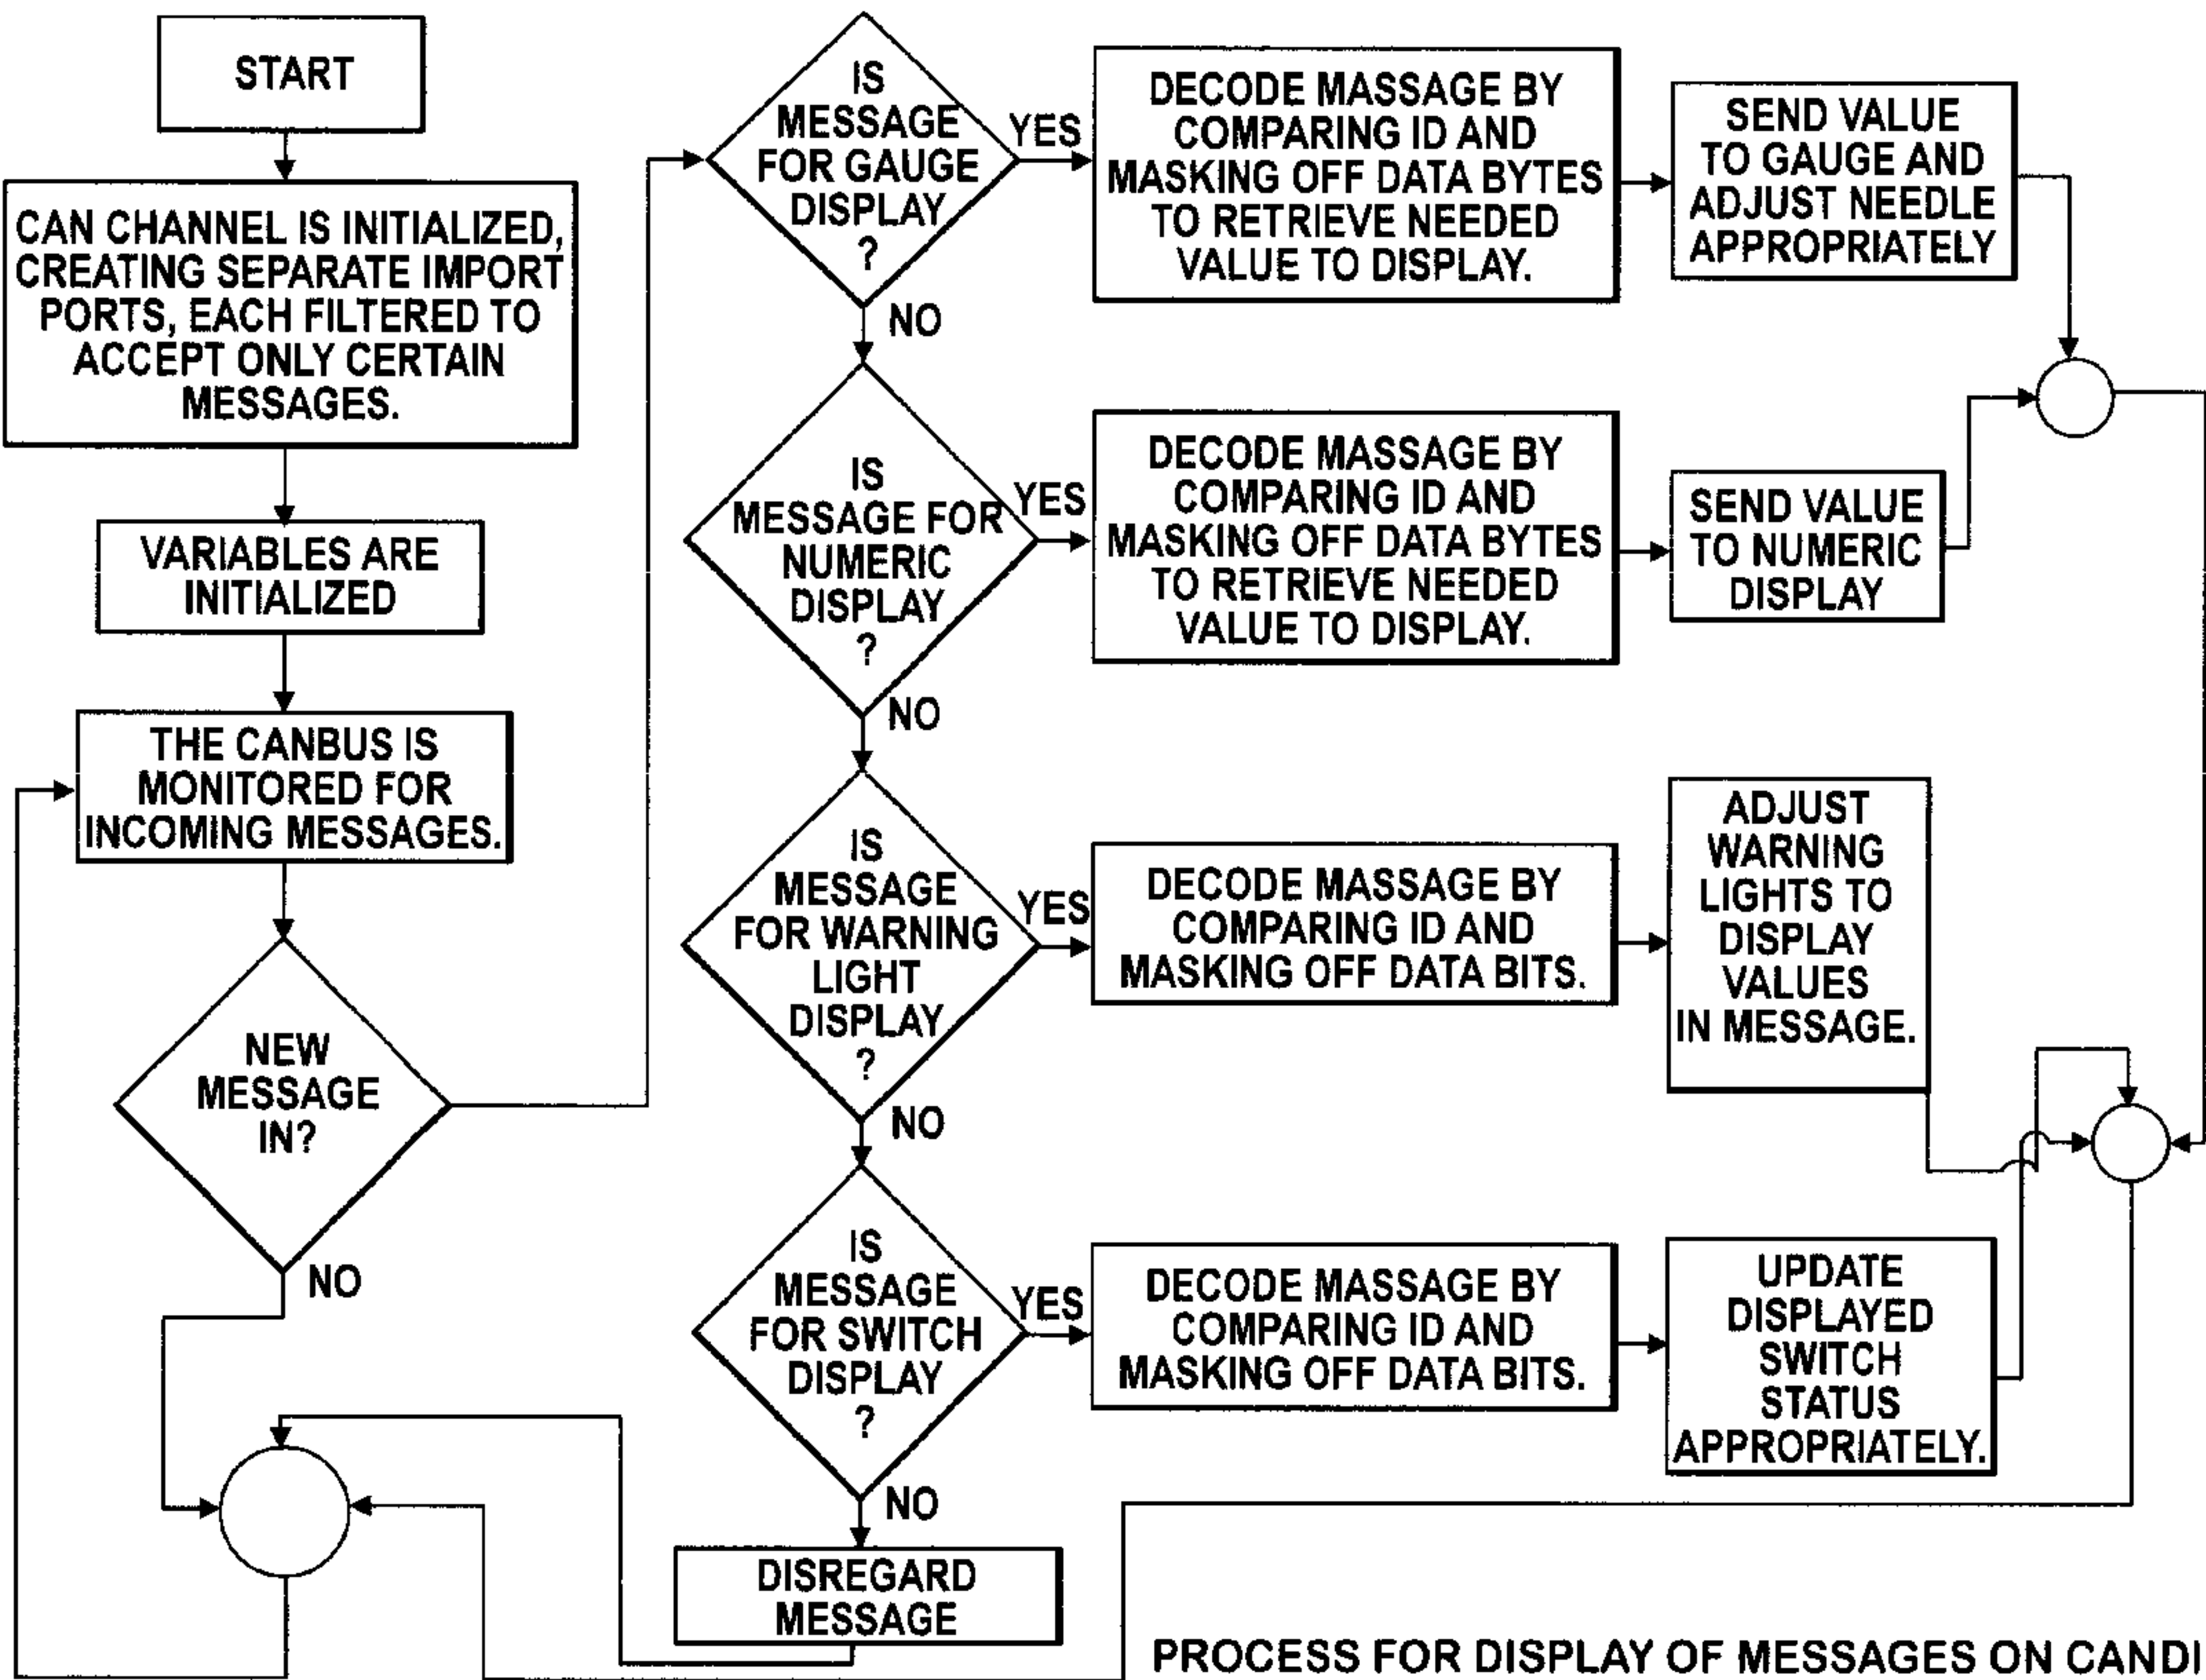 START
CAN CHANNEL IS INITIALIZED,
CREATING SEPARATE IMPORT
PORTS, EACH FILTERED TO
ACCEPT ONLY CERTAIN
MESSAGES.
VARIABLES ARE
INITIALIZED
THE CANBUS IS
MONITORED FOR
INCOMING MESSAGES.
NEW
MESSAGE
IN?
NO
IS
MESSAGE
FOR GAUGE
DISPLAY
?
YES
NO
DECODE MASSAGE BY
COMPARING ID AND
MASKING OFF DATA BYTES
TO RETRIEVE NEEDED
VALUE TO DISPLAY.
SEND VALUE
TO GAUGE AND
ADJUST NEEDLE
APPROPRIATELY
IS
MESSAGE FOR
NUMERIC
DISPLAY
?
YES
NO
DECODE MASSAGE BY
COMPARING ID AND
MASKING OFF DATA BYTES
TO RETRIEVE NEEDED
VALUE TO DISPLAY.
SEND VALUE
TO NUMERIC
DISPLAY
IS
MESSAGE
FOR WARNING
LIGHT
DISPLAY
?
YES
NO
DECODE MASSAGE BY
COMPARING ID AND
MASKING OFF DATA BITS.
ADJUST
WARNING
LIGHTS TO
DISPLAY
VALUES
IN MESSAGE.
IS
MESSAGE
FOR SWITCH
DISPLAY
?
YES
NO
DECODE MASSAGE BY
COMPARING ID AND
MASKING OFF DATA BITS.
UPDATE
DISPLAYED
SWITCH
STATUS
APPROPRIATELY.
DISREGARD
MESSAGE
PROCESS FOR DISPLAY OF MESSAGES ON CANDI